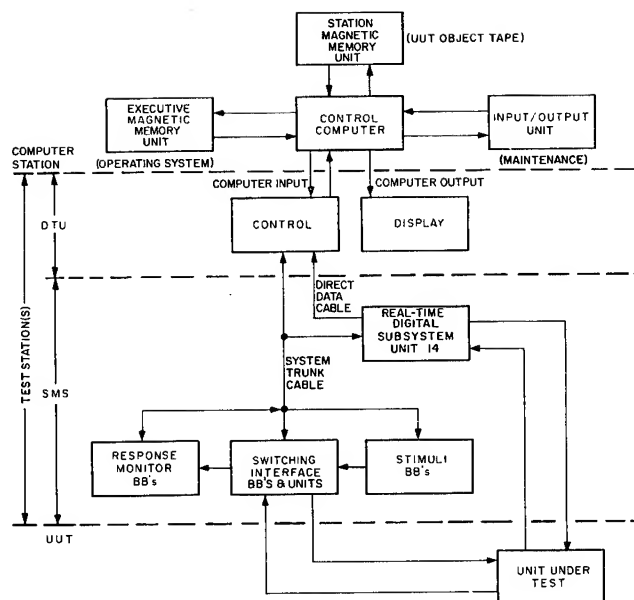 STATION
MAGNETIC
MEMORY
UNIT
(UUT OBJECT TAPE)
EXECUTIVE
MAGNETIC
MEMORY
UNIT
CONTROL
COMPUTER
INPUT/OUTPUT
UNIT
COMPUTER
STATION
(OPERATING SYSTEM)
(MAINTENANCE)
COMPUTER INPUT
COMPUTER OUTPUT
DTU
CONTROL
DISPLAY
DIRECT
DATA
CABLE
REAL-TIME
DIGITAL
SUBSYSTEM
UNIT 14
TEST STATION(S)
SMS
SYSTEM
TRUNK
CABLE
RESPONSE
MONITOR
BB's
SWITCHING
INTERFACE
BB'S & UNITS
STIMULI
BB's
UUT
UNIT UNDER
TEST